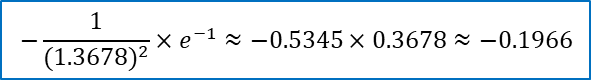 − 1/(1.3678)² × e⁻¹ ≈ −0.5345 × 0.3678 ≈ −0.1966